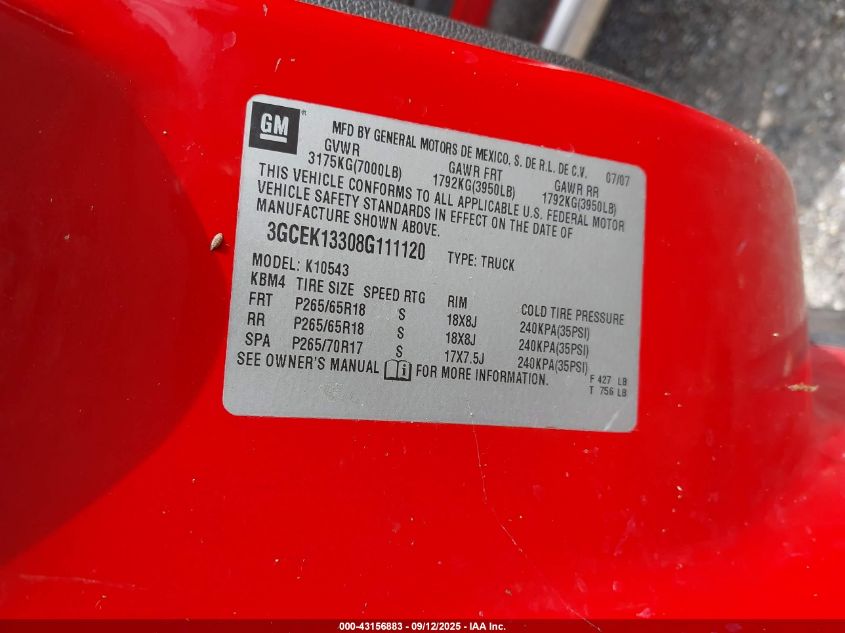 GM ®
MFD BY GENERAL MOTORS DE MEXICO. S. DE R.L. DE C.V. 07/07
GVWR GAWR FRT GAWR RR
3175KG(7000LB) 1792KG(3950LB) 1792KG(3950LB)
THIS VEHICLE CONFORMS TO ALL APPLICABLE U.S. FEDERAL MOTOR
VEHICLE SAFETY STANDARDS IN EFFECT ON THE DATE OF
MANUFACTURE SHOWN ABOVE.
3GCEK13308G111120 TYPE: TRUCK
MODEL: K10543
KBM4 TIRE SIZE SPEED RTG RIM COLD TIRE PRESSURE
FRT P265/65R18 S 18X8J 240KPA(35PSI)
RR P265/65R18 S 18X8J 240KPA(35PSI)
SPA P265/70R17 S 17X7.5J 240KPA(35PSI)
SEE OWNER'S MANUAL FOR MORE INFORMATION.
F 427 LB
T 756 LB
000-43156883 - 09/12/2025 - IAA Inc.